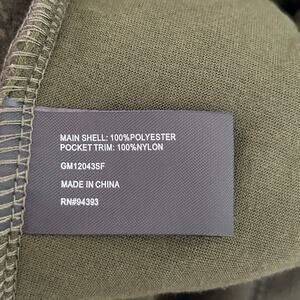 MAIN SHELL: 100%POLYESTER
POCKET TRIM: 100%NYLON
GM12043SF
MADE IN CHINA
RN#94393